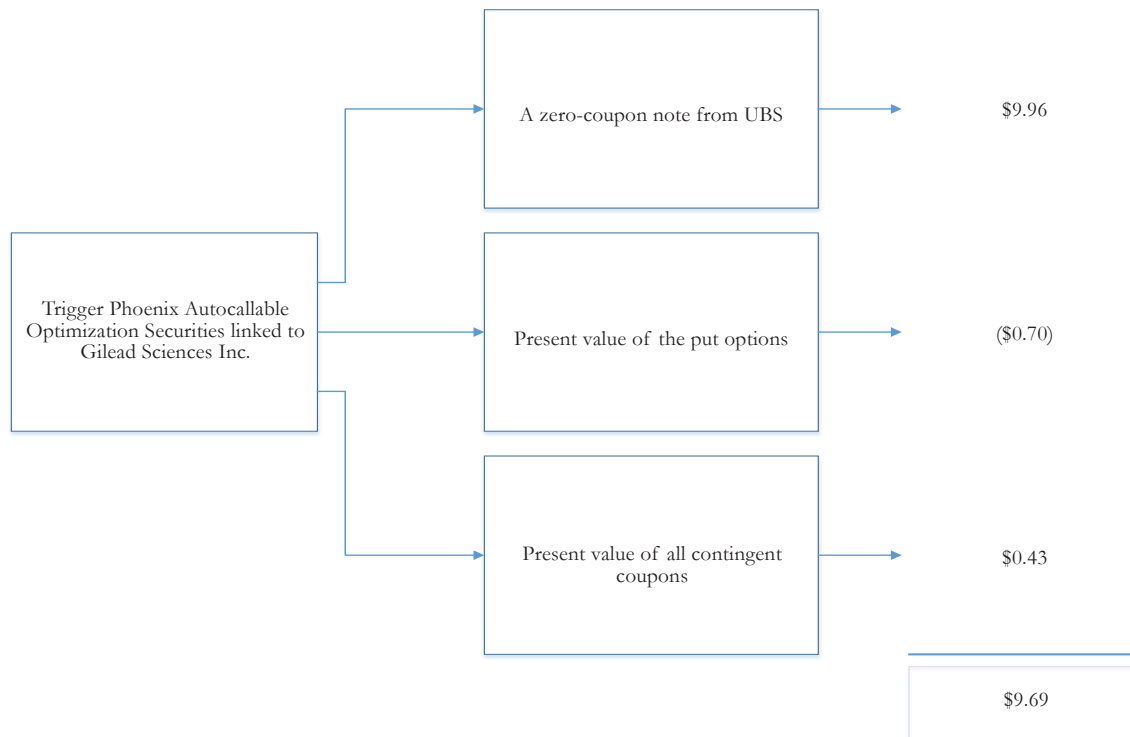 A zero-coupon note from UBS
$9.96
Trigger Phoenix Autocallable
Optimization Securities linked to
Gilead Sciences Inc.
Present value of the put options
($0.70)
Present value of all contingent
coupons
$0.43
$9.69